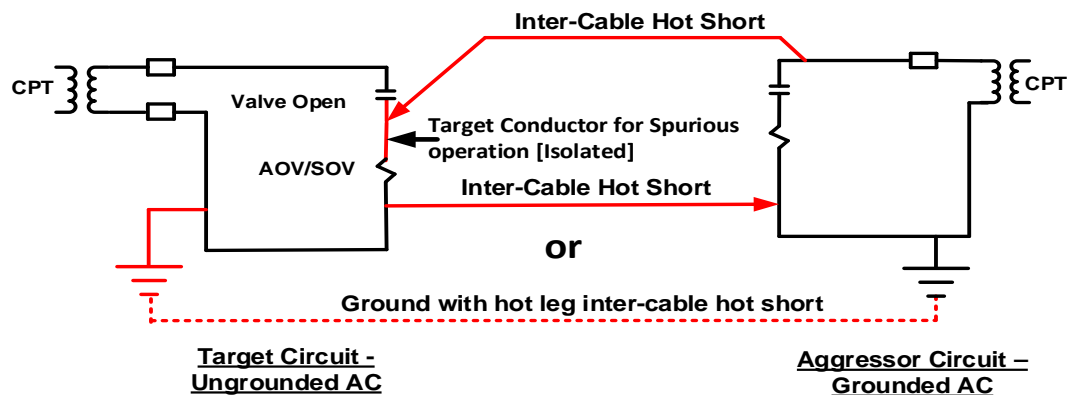 Inter-Cable Hot Short
CPT
CPT
Valve Open
Target Conductor for Spurious
operation [Isolated]
AOV/SOV
Inter-Cable Hot Short
or
Ground with hot leg inter-cable hot short
Target Circuit -
Ungrounded AC
Aggressor Circuit –
Grounded AC